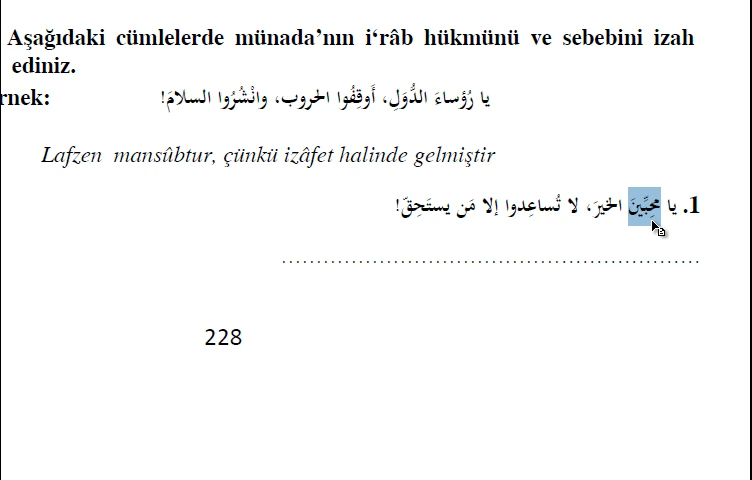 Aşağıdaki cümlelerde münada’nın i‘râb hükmünü ve sebebini izah
ediniz.
rnek: يا رُؤساءَ الدُّوَلِ، أَوقِفُوا الحروب، وانْشُرُوا السلامَ!
Lafzen mansûbtur, çünkü izâfet halinde gelmiştir
1. يا مُحِبِّينَ الخيرَ، لا تُساعِدوا إلا مَن يستَحِقّ!
............................................................
228